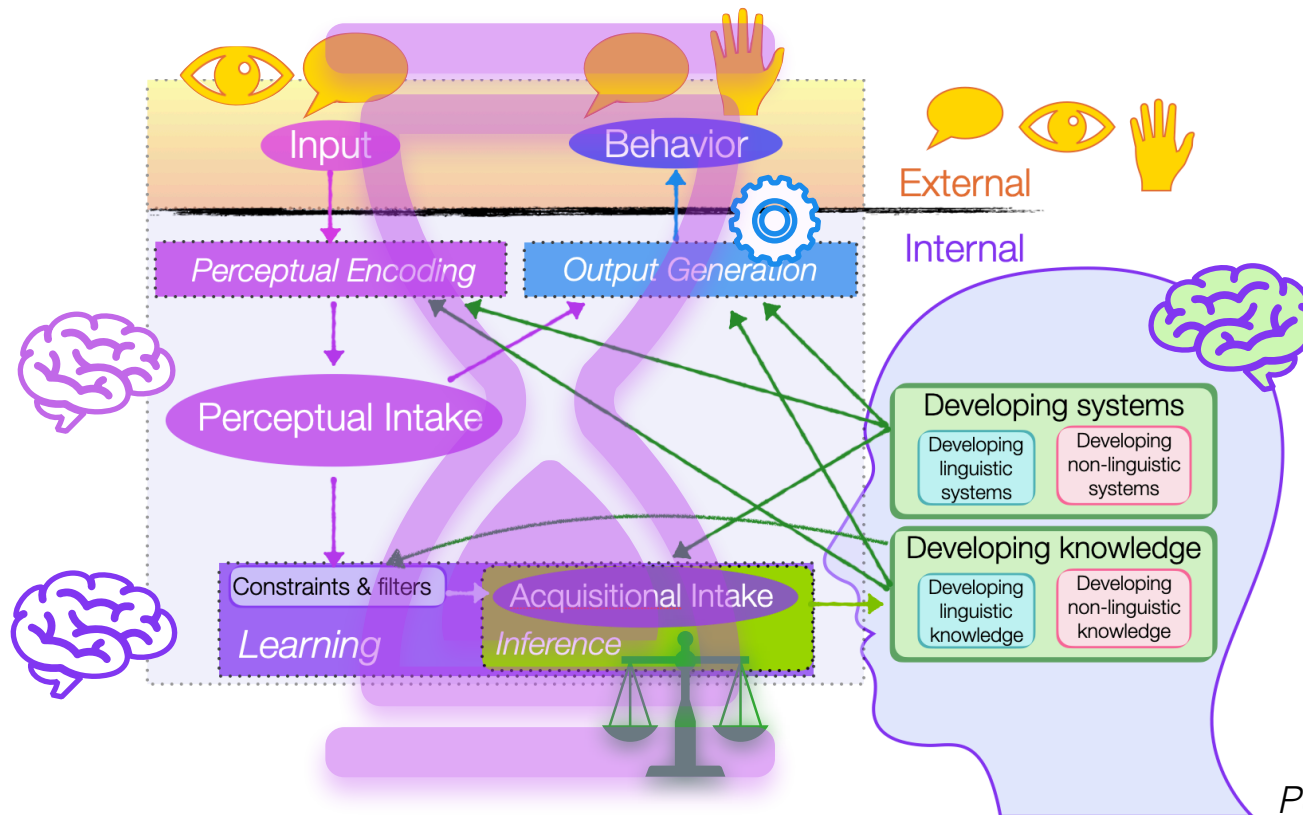 Input
Behavior
External
Internal
Perceptual Encoding
Output Generation
Perceptual Intake
Developing systems
Developing
linguistic
systems
Developing
non-linguistic
systems
Developing knowledge
Developing
linguistic
knowledge
Developing
non-linguistic
knowledge
Constraints & filters
Acquisitional Intake
Learning
Inference
P